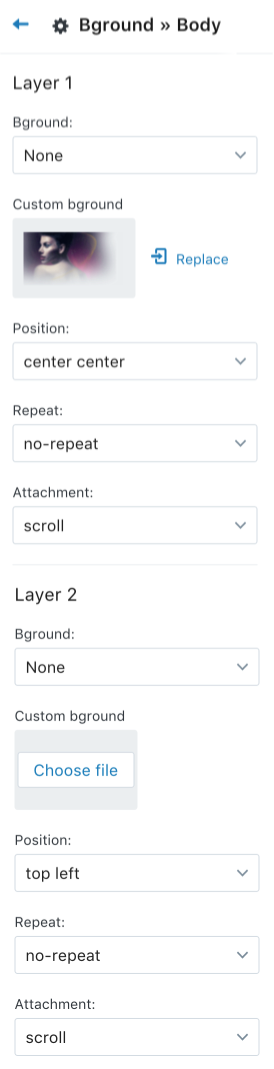 Bground » Body
Layer 1
Bground:
None
Custom bground
Replace
Position:
center center
Repeat:
no-repeat
Attachment:
scroll
Layer 2
Bground:
None
Custom bground
Choose file
Position:
top left
Repeat:
no-repeat
Attachment:
scroll